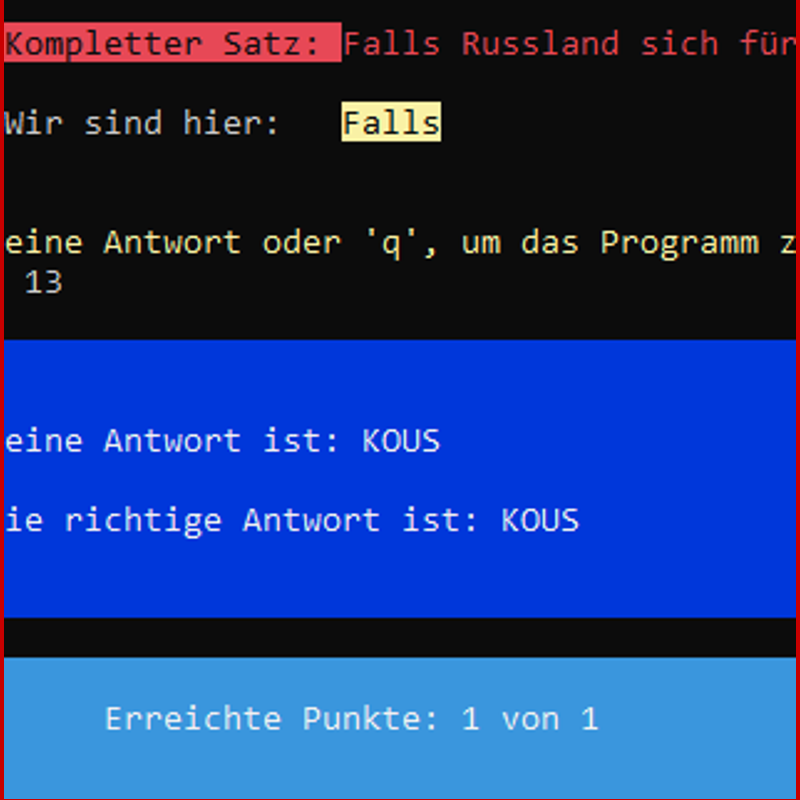 Kompletter Satz: Falls Russland sich für
Wir sind hier: Falls
eine Antwort oder 'q', um das Programm z
13
eine Antwort ist: KOUS
ie richtige Antwort ist: KOUS
Erreichte Punkte: 1 von 1